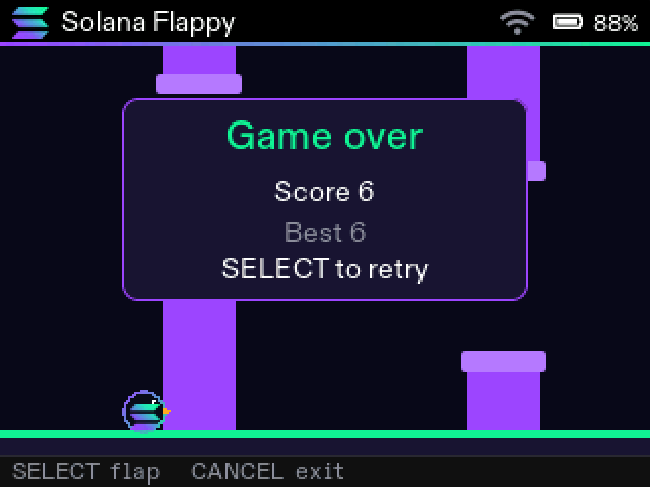 Solana Flappy
88%
Game over
Score 6
Best 6
SELECT to retry
SELECT flap CANCEL exit